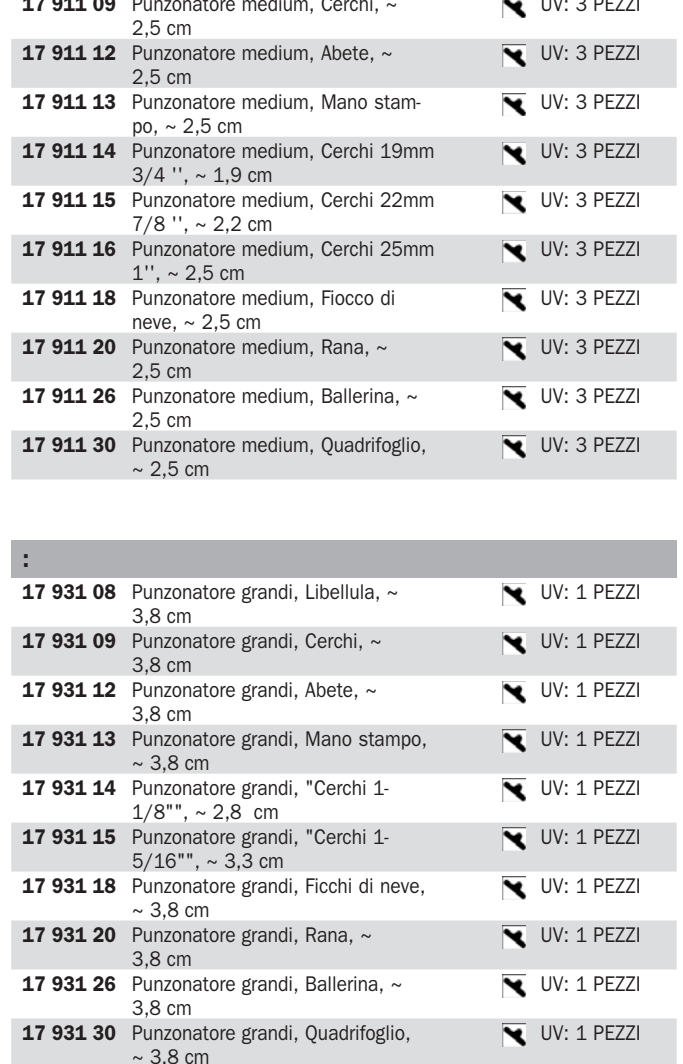 17 911 09 Punzonatore medium, Cerchi, ~ UV: 3 PEZZI
2,5 cm
17 911 12 Punzonatore medium, Abete, ~ UV: 3 PEZZI
2,5 cm
17 911 13 Punzonatore medium, Mano stam- UV: 3 PEZZI
po, ~ 2,5 cm
17 911 14 Punzonatore medium, Cerchi 19mm UV: 3 PEZZI
3/4 '', ~ 1,9 cm
17 911 15 Punzonatore medium, Cerchi 22mm UV: 3 PEZZI
7/8 '', ~ 2,2 cm
17 911 16 Punzonatore medium, Cerchi 25mm UV: 3 PEZZI
1'', ~ 2,5 cm
17 911 18 Punzonatore medium, Fiocco di UV: 3 PEZZI
neve, ~ 2,5 cm
17 911 20 Punzonatore medium, Rana, ~ UV: 3 PEZZI
2,5 cm
17 911 26 Punzonatore medium, Ballerina, ~ UV: 3 PEZZI
2,5 cm
17 911 30 Punzonatore medium, Quadrifoglio, UV: 3 PEZZI
~ 2,5 cm
:
17 931 08 Punzonatore grandi, Libellula, ~ UV: 1 PEZZI
3,8 cm
17 931 09 Punzonatore grandi, Cerchi, ~ UV: 1 PEZZI
3,8 cm
17 931 12 Punzonatore grandi, Abete, ~ UV: 1 PEZZI
3,8 cm
17 931 13 Punzonatore grandi, Mano stampo, UV: 1 PEZZI
~ 3,8 cm
17 931 14 Punzonatore grandi, "Cerchi 1- UV: 1 PEZZI
1/8"", ~ 2,8 cm
17 931 15 Punzonatore grandi, "Cerchi 1- UV: 1 PEZZI
5/16"", ~ 3,3 cm
17 931 18 Punzonatore grandi, Ficchi di neve, UV: 1 PEZZI
~ 3,8 cm
17 931 20 Punzonatore grandi, Rana, ~ UV: 1 PEZZI
3,8 cm
17 931 26 Punzonatore grandi, Ballerina, ~ UV: 1 PEZZI
3,8 cm
17 931 30 Punzonatore grandi, Quadrifoglio, UV: 1 PEZZI
~ 3,8 cm